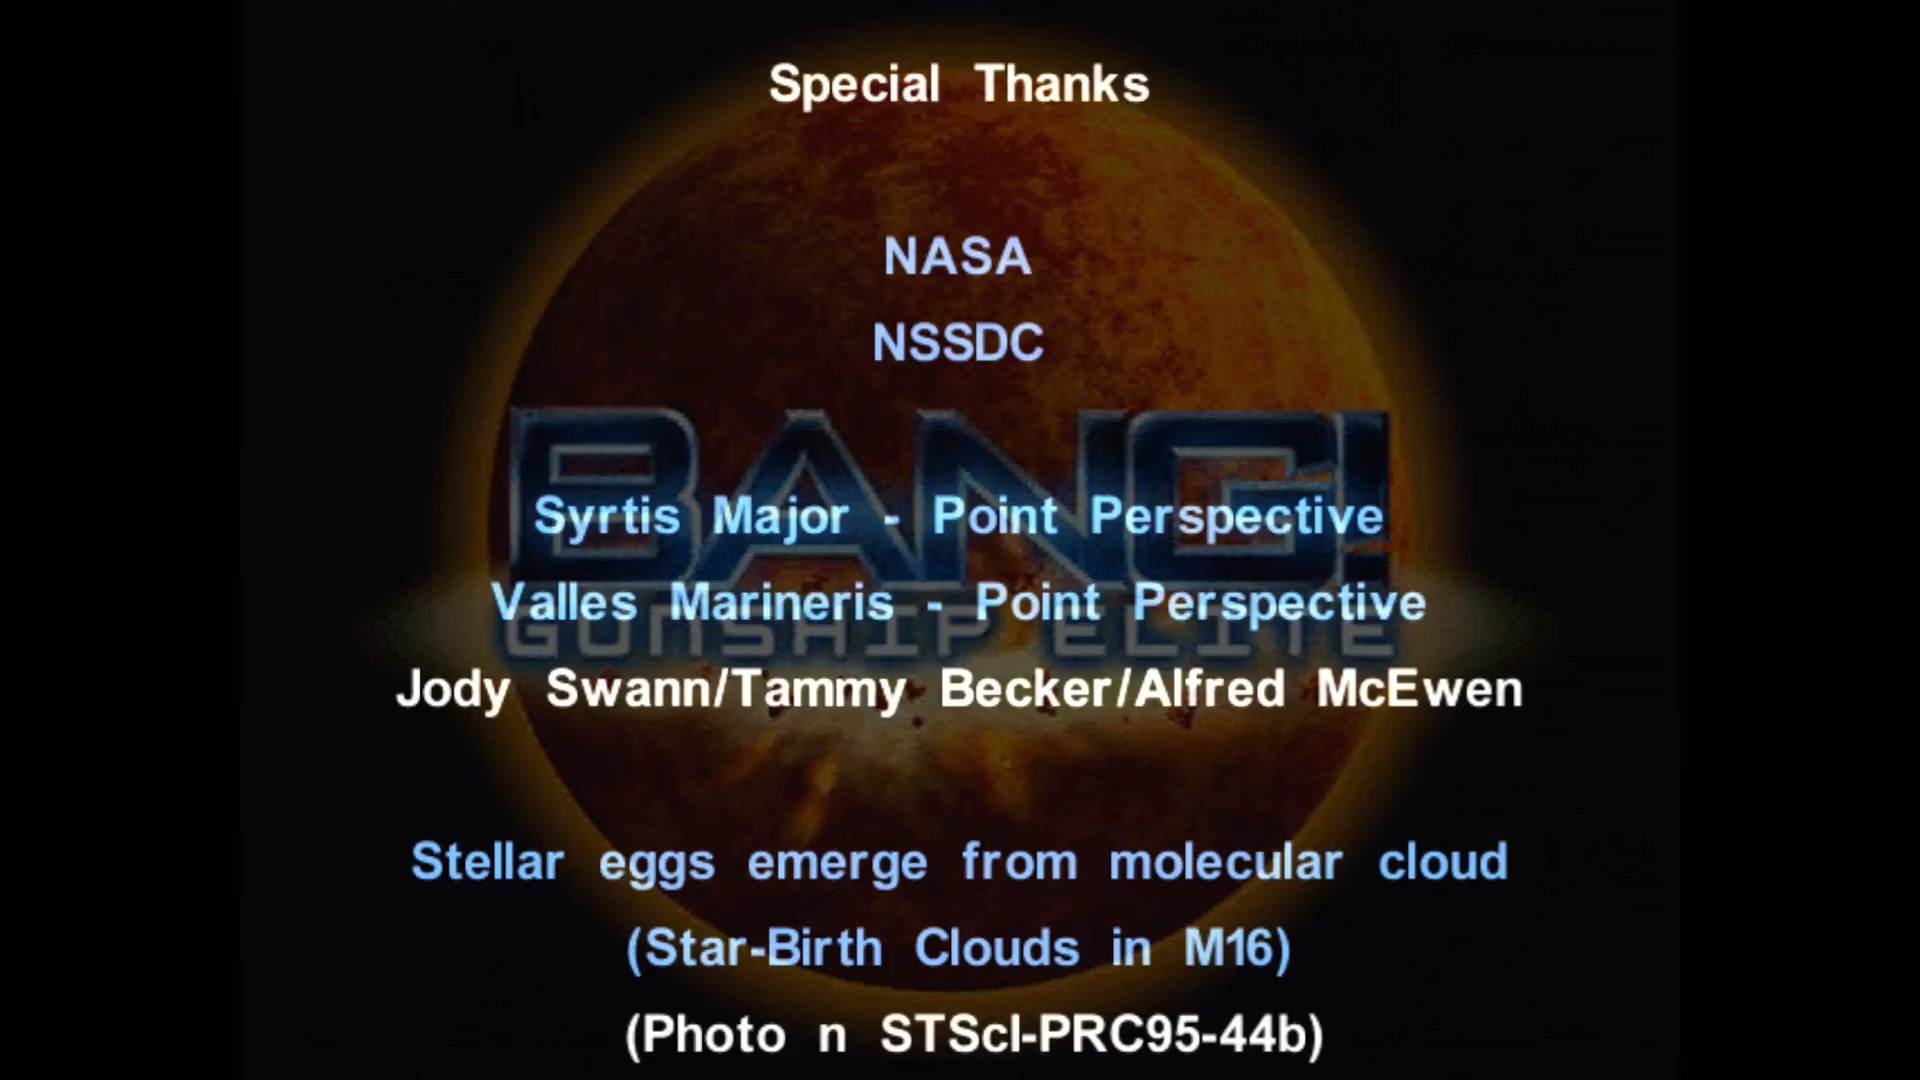 Special Thanks
NASA
NSSDC
BANG!
Syrtis Major - Point Perspective
Valles Marineris - Point Perspective
GUNSHIP ELITE
Jody Swann/Tammy Becker/Alfred McEwen
Stellar eggs emerge from molecular cloud
(Star-Birth Clouds in M16)
(Photo n STScI-PRC95-44b)